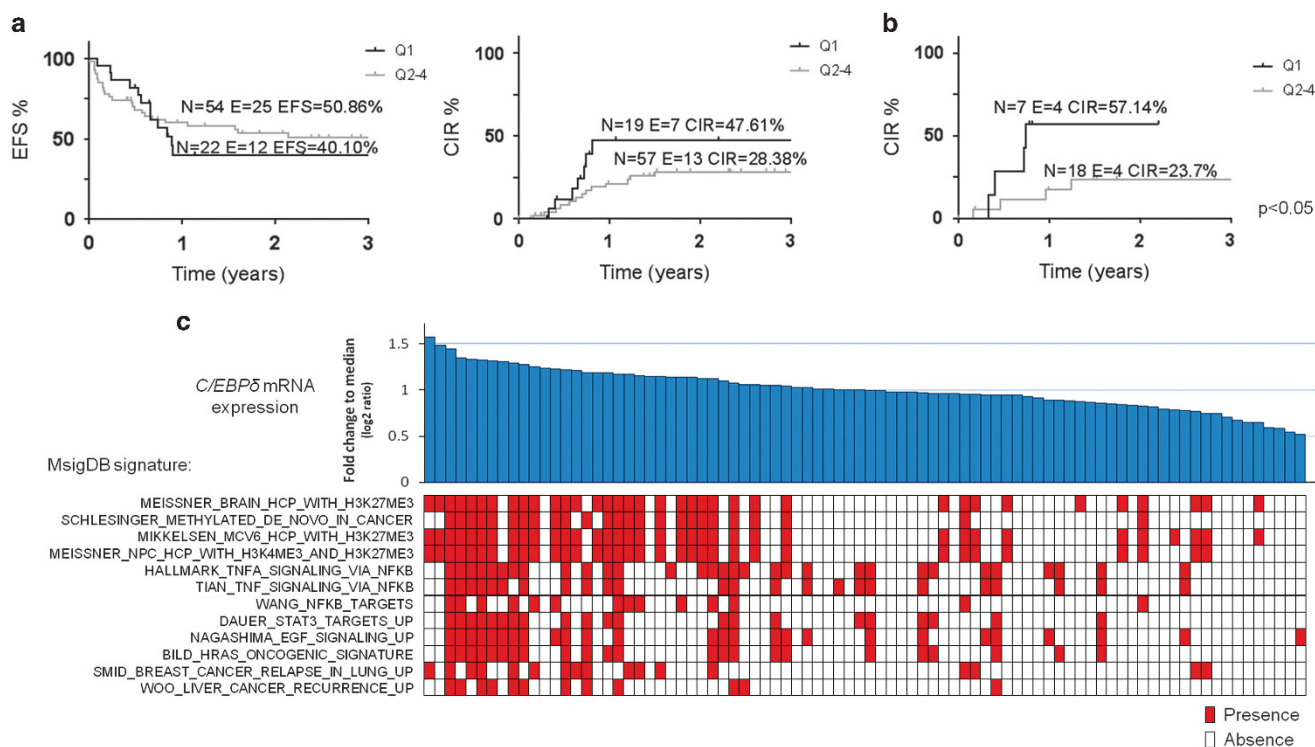 a
EFS %
100
50
0
0 1 2 3
Time (years)
Q1
Q2-4
N=54 E=25 EFS=50.86%
N=22 E=12 EFS=40.10%
CIR %
100
50
0
0 1 2 3
Time (years)
Q1
Q2-4
N=19 E=7 CIR=47.61%
N=57 E=13 CIR=28.38%
b
CIR %
100
50
0
0 1 2 3
Time (years)
Q1
Q2-4
N=7 E=4 CIR=57.14%
N=18 E=4 CIR=23.7%
p<0.05
c
C/EBPδ mRNA
expression
Fold change to median
(log2 ratio)
1.5
1
0.5
0
MsigDB signature:
MEISSNER_BRAIN_HCP_WITH_H3K27ME3
SCHLESINGER_METHYLATED_DE_NOVO_IN_CANCER
MIKKELSEN_MCV6_HCP_WITH_H3K27ME3
MEISSNER_NPC_HCP_WITH_H3K4ME3_AND_H3K27ME3
HALLMARK_TNFA_SIGNALING_VIA_NFKB
TIAN_TNF_SIGNALING_VIA_NFKB
WANG_NFKB_TARGETS
DAUER_STAT3_TARGETS_UP
NAGASHIMA_EGF_SIGNALING_UP
BILD_HRAS_ONCOGENIC_SIGNATURE
SMID_BREAST_CANCER_RELAPSE_IN_LUNG_UP
WOO_LIVER_CANCER_RECURRENCE_UP
Presence
Absence